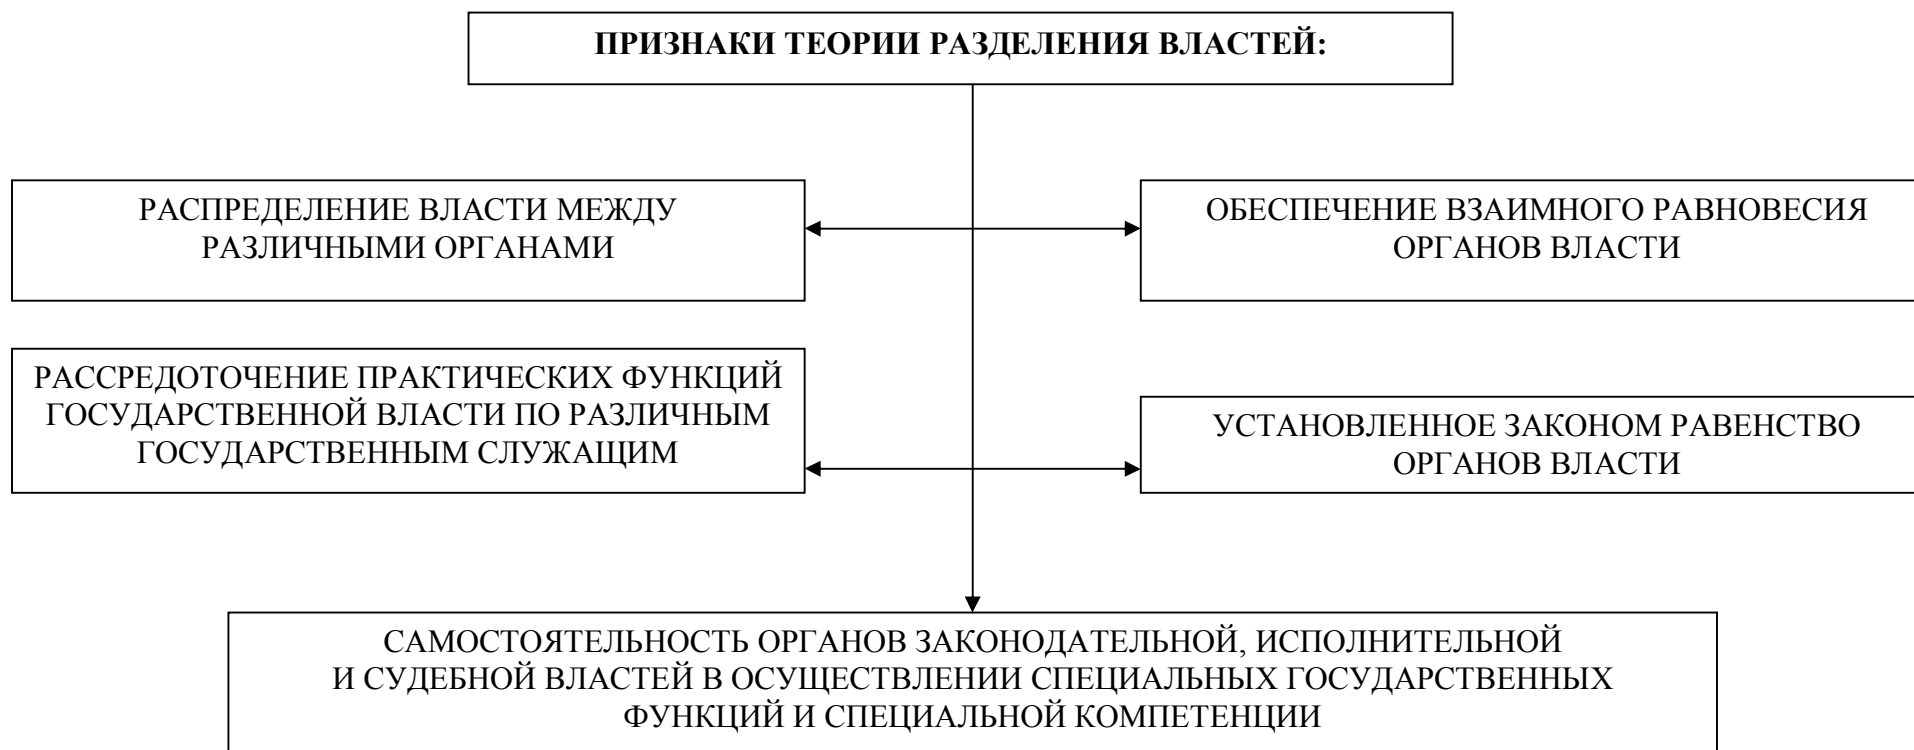 ПРИЗНАКИ ТЕОРИИ РАЗДЕЛЕНИЯ ВЛАСТЕЙ:
РАСПРЕДЕЛЕНИЕ ВЛАСТИ МЕЖДУ
РАЗЛИЧНЫМИ ОРГАНАМИ
ОБЕСПЕЧЕНИЕ ВЗАИМНОГО РАВНОВЕСИЯ
ОРГАНОВ ВЛАСТИ
РАССРЕДОТОЧЕНИЕ ПРАКТИЧЕСКИХ ФУНКЦИЙ
ГОСУДАРСТВЕННОЙ ВЛАСТИ ПО РАЗЛИЧНЫМ
ГОСУДАРСТВЕННЫМ СЛУЖАЩИМ
УСТАНОВЛЕННОЕ ЗАКОНОМ РАВЕНСТВО
ОРГАНОВ ВЛАСТИ
САМОСТОЯТЕЛЬНОСТЬ ОРГАНОВ ЗАКОНОДАТЕЛЬНОЙ, ИСПОЛНИТЕЛЬНОЙ
И СУДЕБНОЙ ВЛАСТЕЙ В ОСУЩЕСТВЛЕНИИ СПЕЦИАЛЬНЫХ ГОСУДАРСТВЕННЫХ
ФУНКЦИЙ И СПЕЦИАЛЬНОЙ КОМПЕТЕНЦИИ